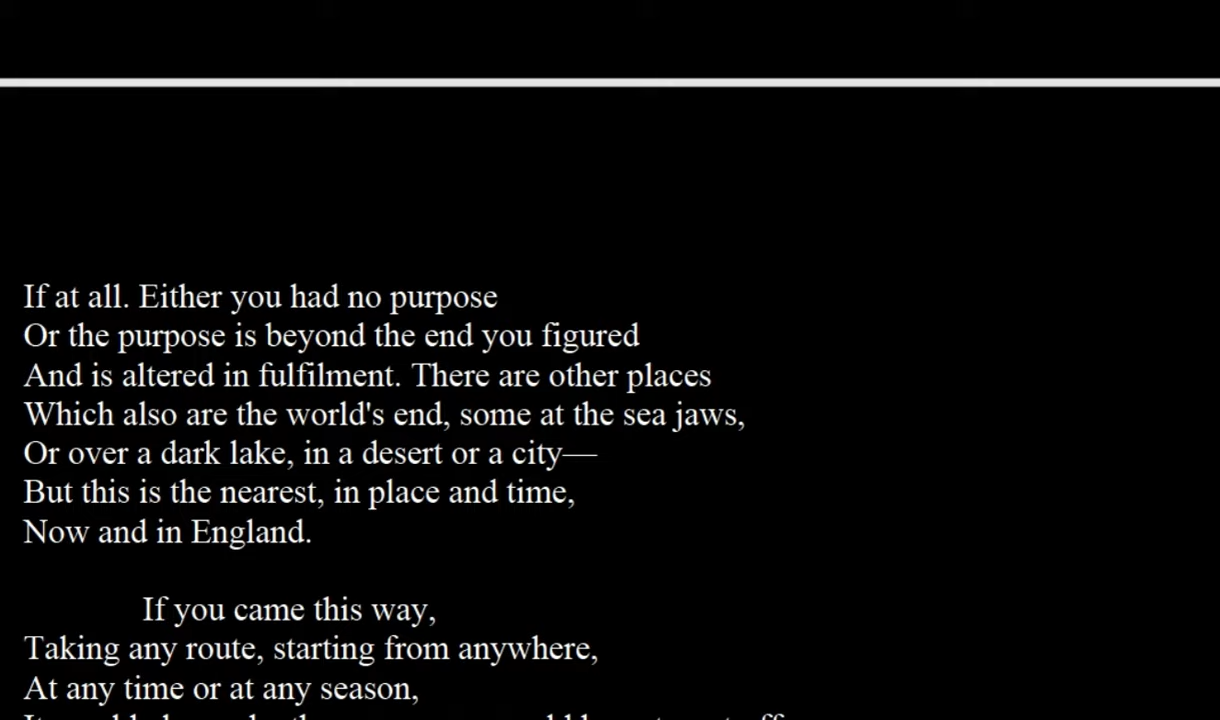 If at all. Either you had no purpose
Or the purpose is beyond the end you figured
And is altered in fulfilment. There are other places
Which also are the world's end, some at the sea jaws,
Or over a dark lake, in a desert or a city—
But this is the nearest, in place and time,
Now and in England.
If you came this way,
Taking any route, starting from anywhere,
At any time or at any season,